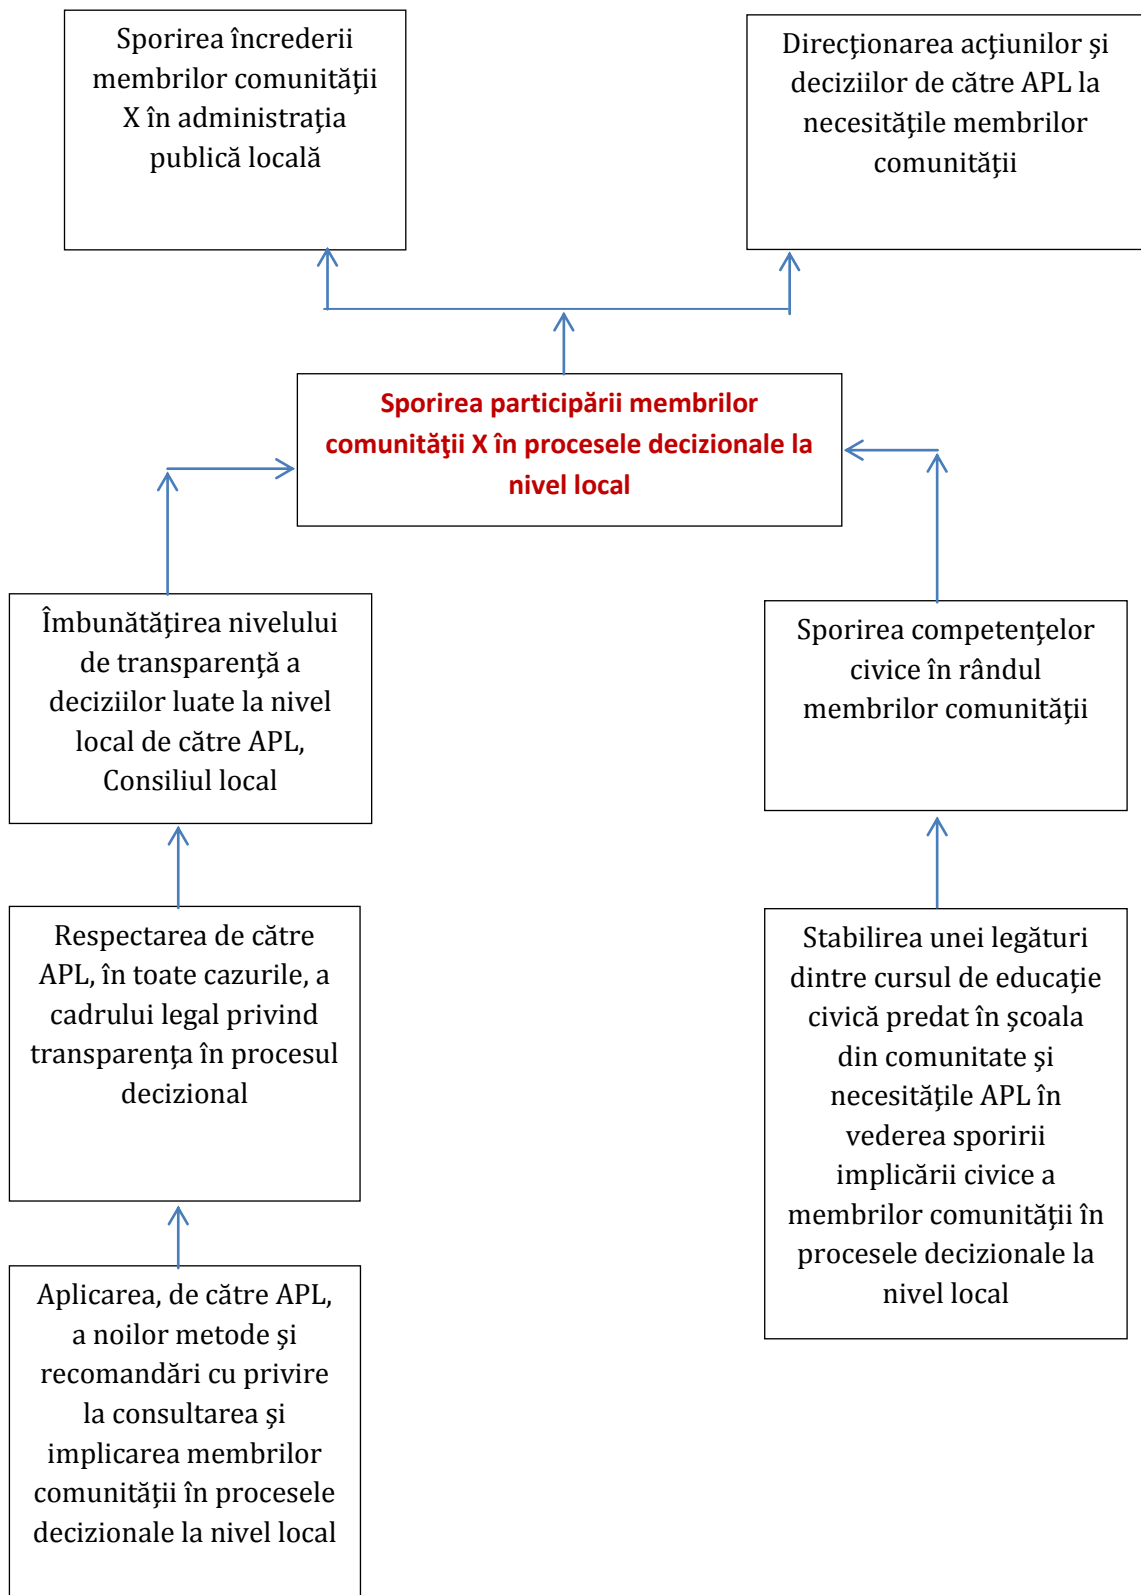 Sporirea încrederii
membrilor comunităţii
X în administraţia
publică locală
Direcţionarea acţiunilor şi
deciziilor de către APL la
necesităţile membrilor
comunităţii
Sporirea participării membrilor
comunităţii X în procesele decizionale la
nivel local
Îmbunătăţirea nivelului
de transparenţă a
deciziilor luate la nivel
local de către APL,
Consiliul local
Sporirea competenţelor
civice în rândul
membrilor comunităţii
Respectarea de către
APL, în toate cazurile, a
cadrului legal privind
transparenţa în procesul
decizional
Stabilirea unei legături
dintre cursul de educaţie
civică predat în şcoala
din comunitate şi
necesităţile APL în
vederea sporirii
implicării civice a
membrilor comunităţii în
procesele decizionale la
nivel local
Aplicarea, de către APL,
a noilor metode şi
recomandări cu privire
la consultarea şi
implicarea membrilor
comunităţii în procesele
decizionale la nivel local